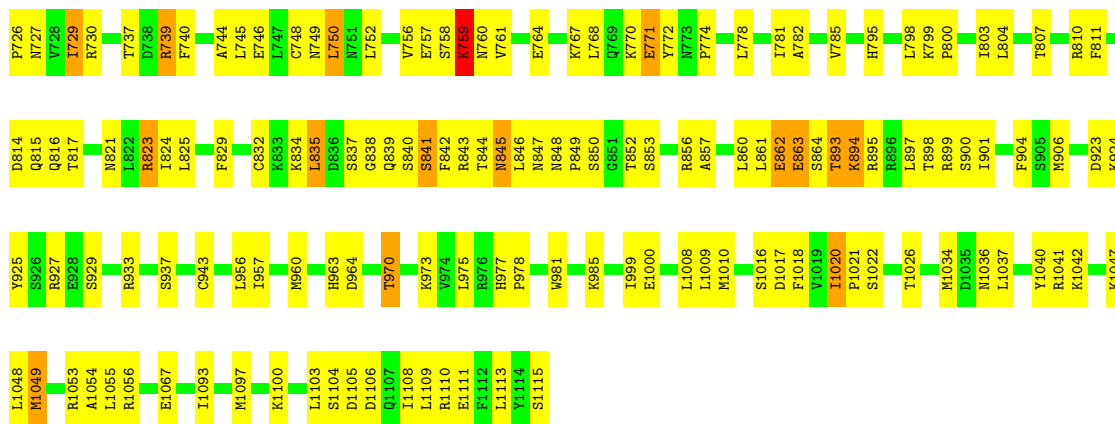 P726 N727 V728 I729 R730 T737 D738 R739 F740 A744 L745 E746 L747 C748 N749 L750 N751 L752 V756 E757 S758 K759 N760 V761 E764 K767 L768 Q769 K770 E771 Y772 N773 P774 L778 I781 A782 V785 H795 L798 K799 P800 I803 L804 T807 R810 F811
D814 Q815 Q816 T817 N821 L822 R823 I824 L825 F829 C832 K833 K834 L835 D836 S837 G838 Q839 S840 S841 F842 R843 T844 N845 L846 N847 N848 P849 S850 G851 T852 S853 R856 A857 L860 L861 E862 E863 S864 T893 K894 R895 R896 L897 T898 R899 S900 I901 F904 S905 M906 D923
Y925 S926 R927 E928 S929 R933 S937 C943 L956 I957 M960 H963 D964 T970 K973 V974 L975 R976 H977 P978 W981 K985 I999 E1000 L1008 L1009 M1010 S1016 D1017 F1018 V1019 I1020 P1021 S1022 T1026 M1034 D1035 N1036 L1037 Y1040 R1041 K1042
L1048 M1049 R1053 A1054 L1055 R1056 E1067 I1093 M1097 K1100 L1103 S1104 D1105 D1106 Q1107 I1108 L1109 R1110 E1111 F1112 L1113 Y1114 S1115